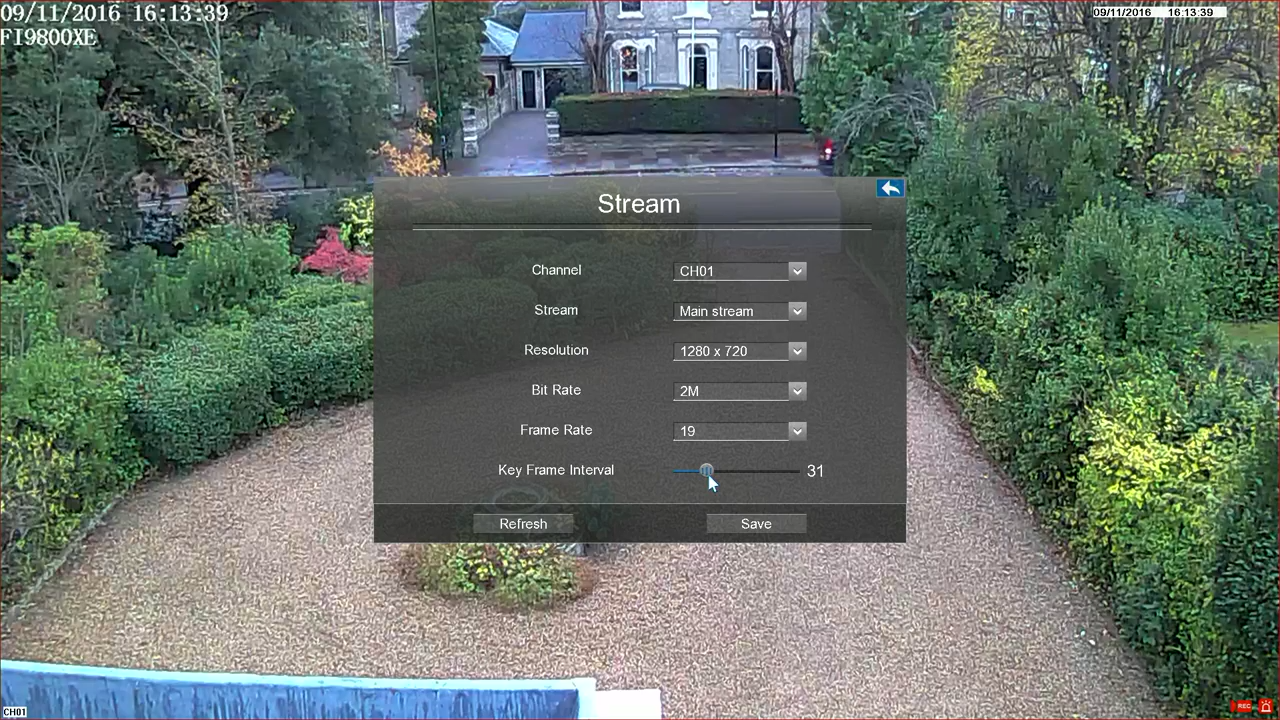 09/11/2016 16:13:39
FI9800XE
09/11/2016 16:13:39
Stream
Channel
CH01
Stream
Main stream
Resolution
1280 x 720
Bit Rate
2M
Frame Rate
19
Key Frame Interval
31
Refresh
Save
CH01
REC